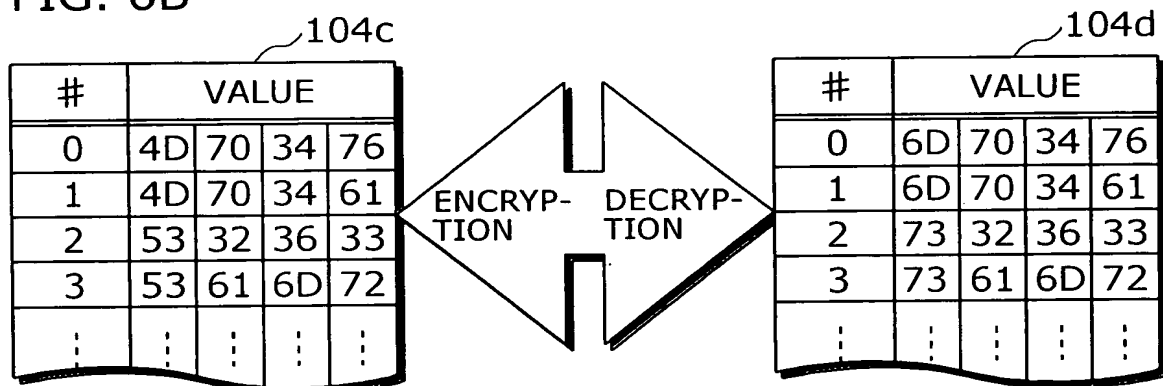 FIG. 6B
104c
104d
# VALUE
0 4D 70 34 76
1 4D 70 34 61
2 53 32 36 33
3 53 61 6D 72
ENCRYP-
TION
DECRYP-
TION
# VALUE
0 6D 70 34 76
1 6D 70 34 61
2 73 32 36 33
3 73 61 6D 72